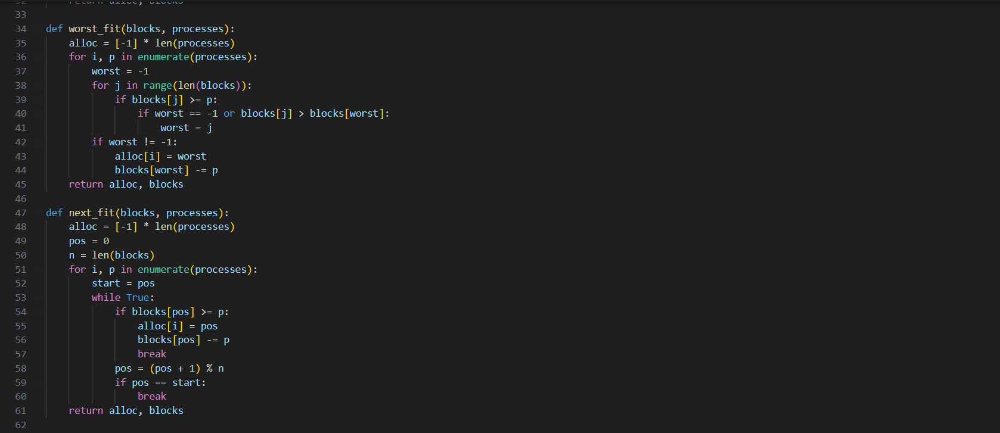 33
34 def worst_fit(blocks, processes):
35     alloc = [-1] * len(processes)
36     for i, p in enumerate(processes):
37         worst = -1
38         for j in range(len(blocks)):
39             if blocks[j] >= p:
40                 if worst == -1 or blocks[j] > blocks[worst]:
41                     worst = j
42         if worst != -1:
43             alloc[i] = worst
44             blocks[worst] -= p
45     return alloc, blocks
46
47 def next_fit(blocks, processes):
48     alloc = [-1] * len(processes)
49     pos = 0
50     n = len(blocks)
51     for i, p in enumerate(processes):
52         start = pos
53         while True:
54             if blocks[pos] >= p:
55                 alloc[i] = pos
56                 blocks[pos] -= p
57                 break
58             pos = (pos + 1) % n
59             if pos == start:
60                 break
61     return alloc, blocks
62